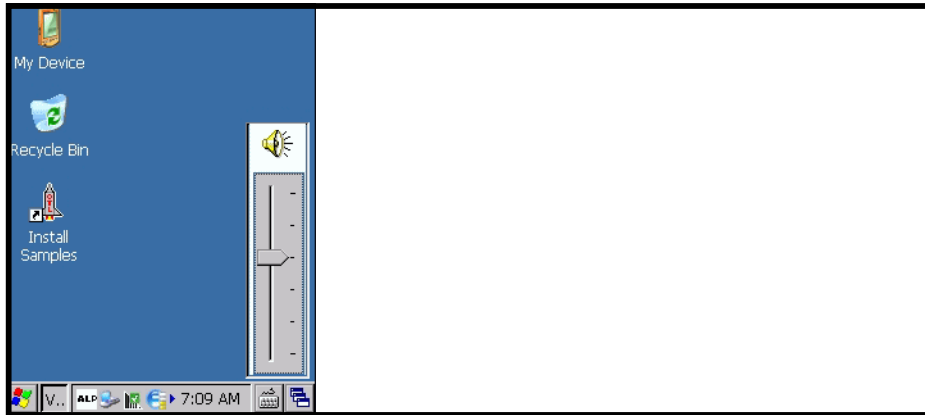 My Device
Recycle Bin
Install
Samples
V.. ALP 7:09 AM